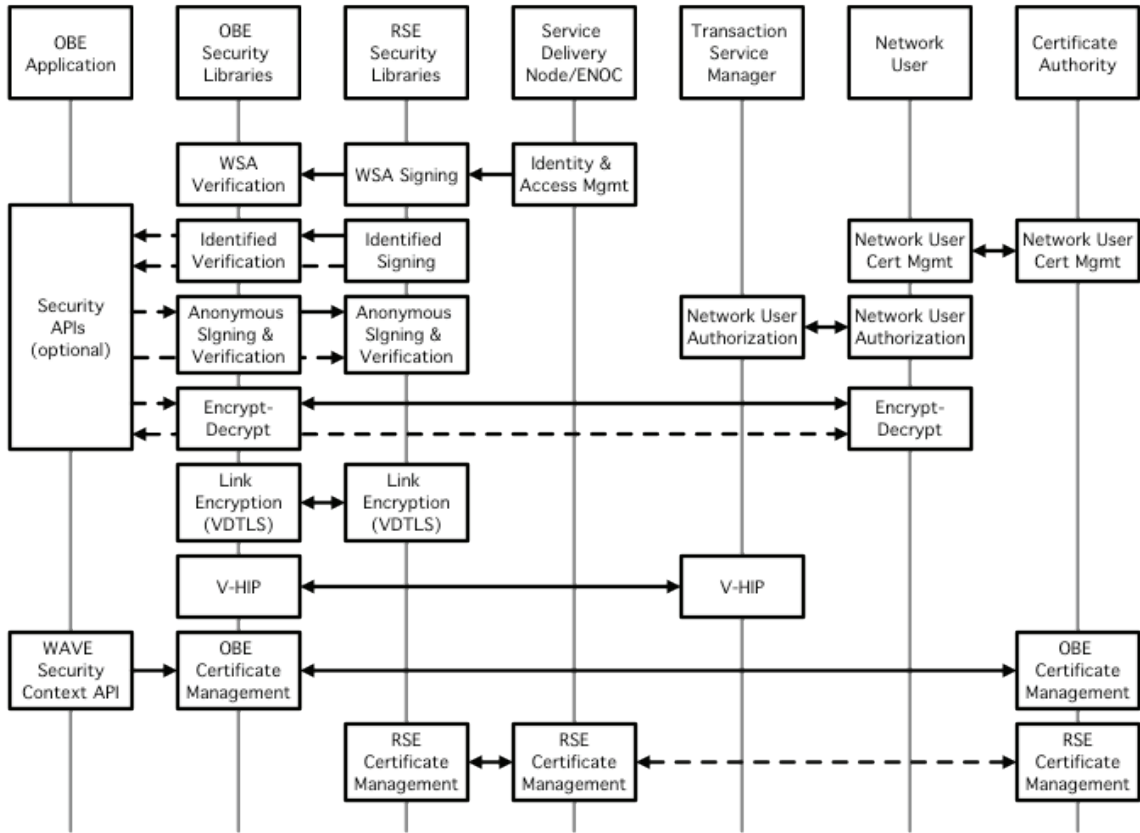 OBE
Application
OBE
Security
Libraries
RSE
Security
Libraries
Service
Delivery
Node/ENOC
Transaction
Service
Manager
Network
User
Certificate
Authority
WSA
Verification
WSA Signing
Identity &
Access Mgmt
Security
APIs
(optional)
Identified
Verification
Identified
Signing
Network User
Cert Mgmt
Network User
Cert Mgmt
Anonymous
SIgning &
Verification
Anonymous
SIgning &
Verification
Network User
Authorization
Network User
Authorization
Encrypt-
Decrypt
Encrypt-
Decrypt
Link
Encryption
(VDTLS)
Link
Encryption
(VDTLS)
V-HIP
V-HIP
WAVE
Security
Context API
OBE
Certificate
Management
OBE
Certificate
Management
RSE
Certificate
Management
RSE
Certificate
Management
RSE
Certificate
Management